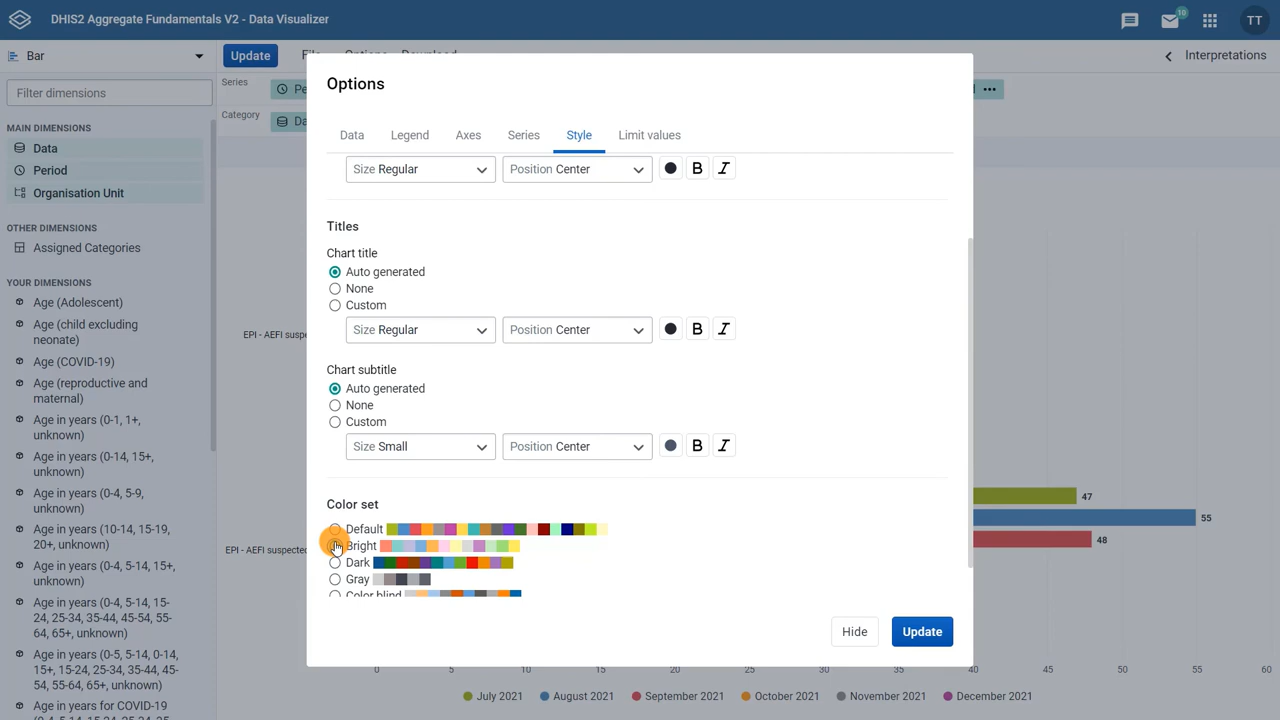 DHIS2 Aggregate Fundamentals V2 - Data Visualizer
10
TT
Bar
Update
Interpretations
Filter dimensions
Series
Category
MAIN DIMENSIONS
Data
Period
Organisation Unit
OTHER DIMENSIONS
Assigned Categories
YOUR DIMENSIONS
Age (Adolescent)
Age (child excluding
neonate)
Age (COVID-19)
Age (reproductive and
maternal)
Age in years (0-1, 1+,
unknown)
Age in years (0-14, 15+,
unknown)
Age in years (0-4, 5-9,
unknown)
Age in years (10-14, 15-19,
20+, unknown)
Age in years (0-4, 5-14, 15+,
unknown)
Age in years (0-4, 5-14, 15-
24, 25-34, 35-44, 45-54, 55-
64, 65+, unknown)
Age in years (0-5, 5-14, 0-14,
15+, 15-24, 25-34, 35-44, 45-
54, 55-64, 65+, unknown)
Age in years for COVID-19
Options
Data Legend Axes Series Style Limit values
Size Regular Position Center B I
Titles
Chart title
Auto generated
None
Custom
Size Regular Position Center B I
Chart subtitle
Auto generated
None
Custom
Size Small Position Center B I
Color set
Default
Bright
Dark
Gray
Color blind
Hide Update
EPI - AEFI suspe
EPI - AEFI suspected
47
55
48
0 5 10 15 20 25 30 35 40 45 50 55 60
July 2021 August 2021 September 2021 October 2021 November 2021 December 2021